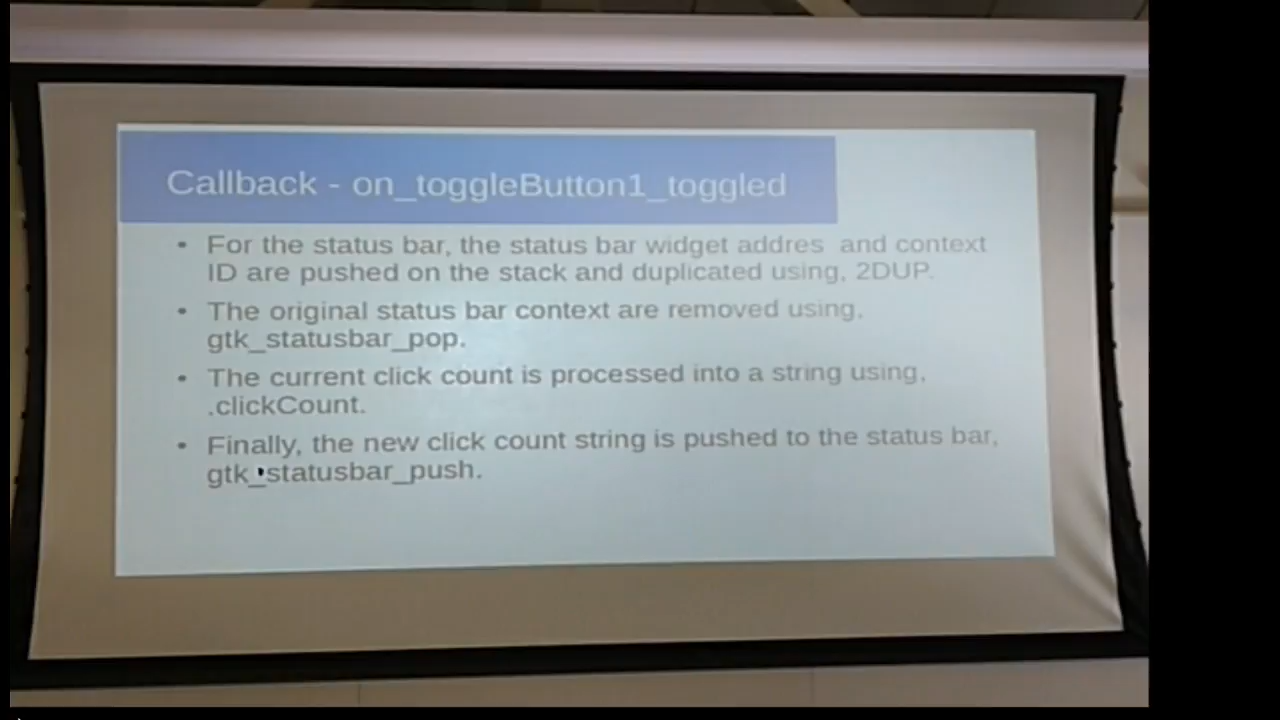 Callback - on_toggleButton1_toggled
• For the status bar, the status bar widget addres and context
ID are pushed on the stack and duplicated using, 2DUP.
• The original status bar context are removed using,
gtk_statusbar_pop.
• The current click count is processed into a string using,
.clickCount.
• Finally, the new click count string is pushed to the status bar,
gtk_statusbar_push.